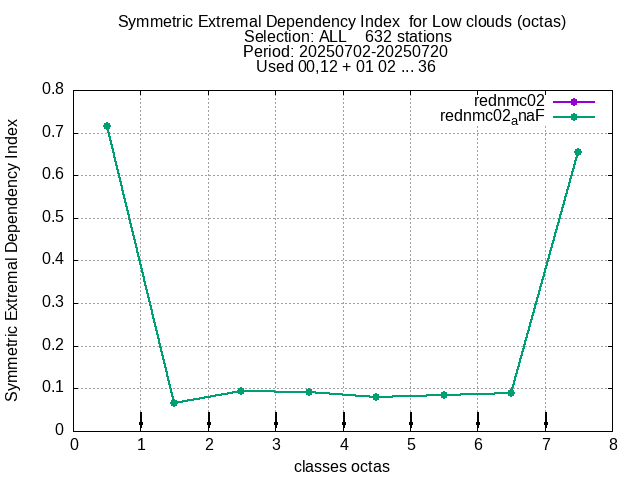 Symmetric Extremal Dependency Index  for Low clouds (octas)
Selection: ALL    632 stations
Period: 20250702-20250720
Used 00,12 + 01 02 ... 36
rednmc02
rednmc02_anaF
Symmetric Extremal Dependency Index
0.8
0.7
0.6
0.5
0.4
0.3
0.2
0.1
0
0 1 2 3 4 5 6 7 8
classes octas